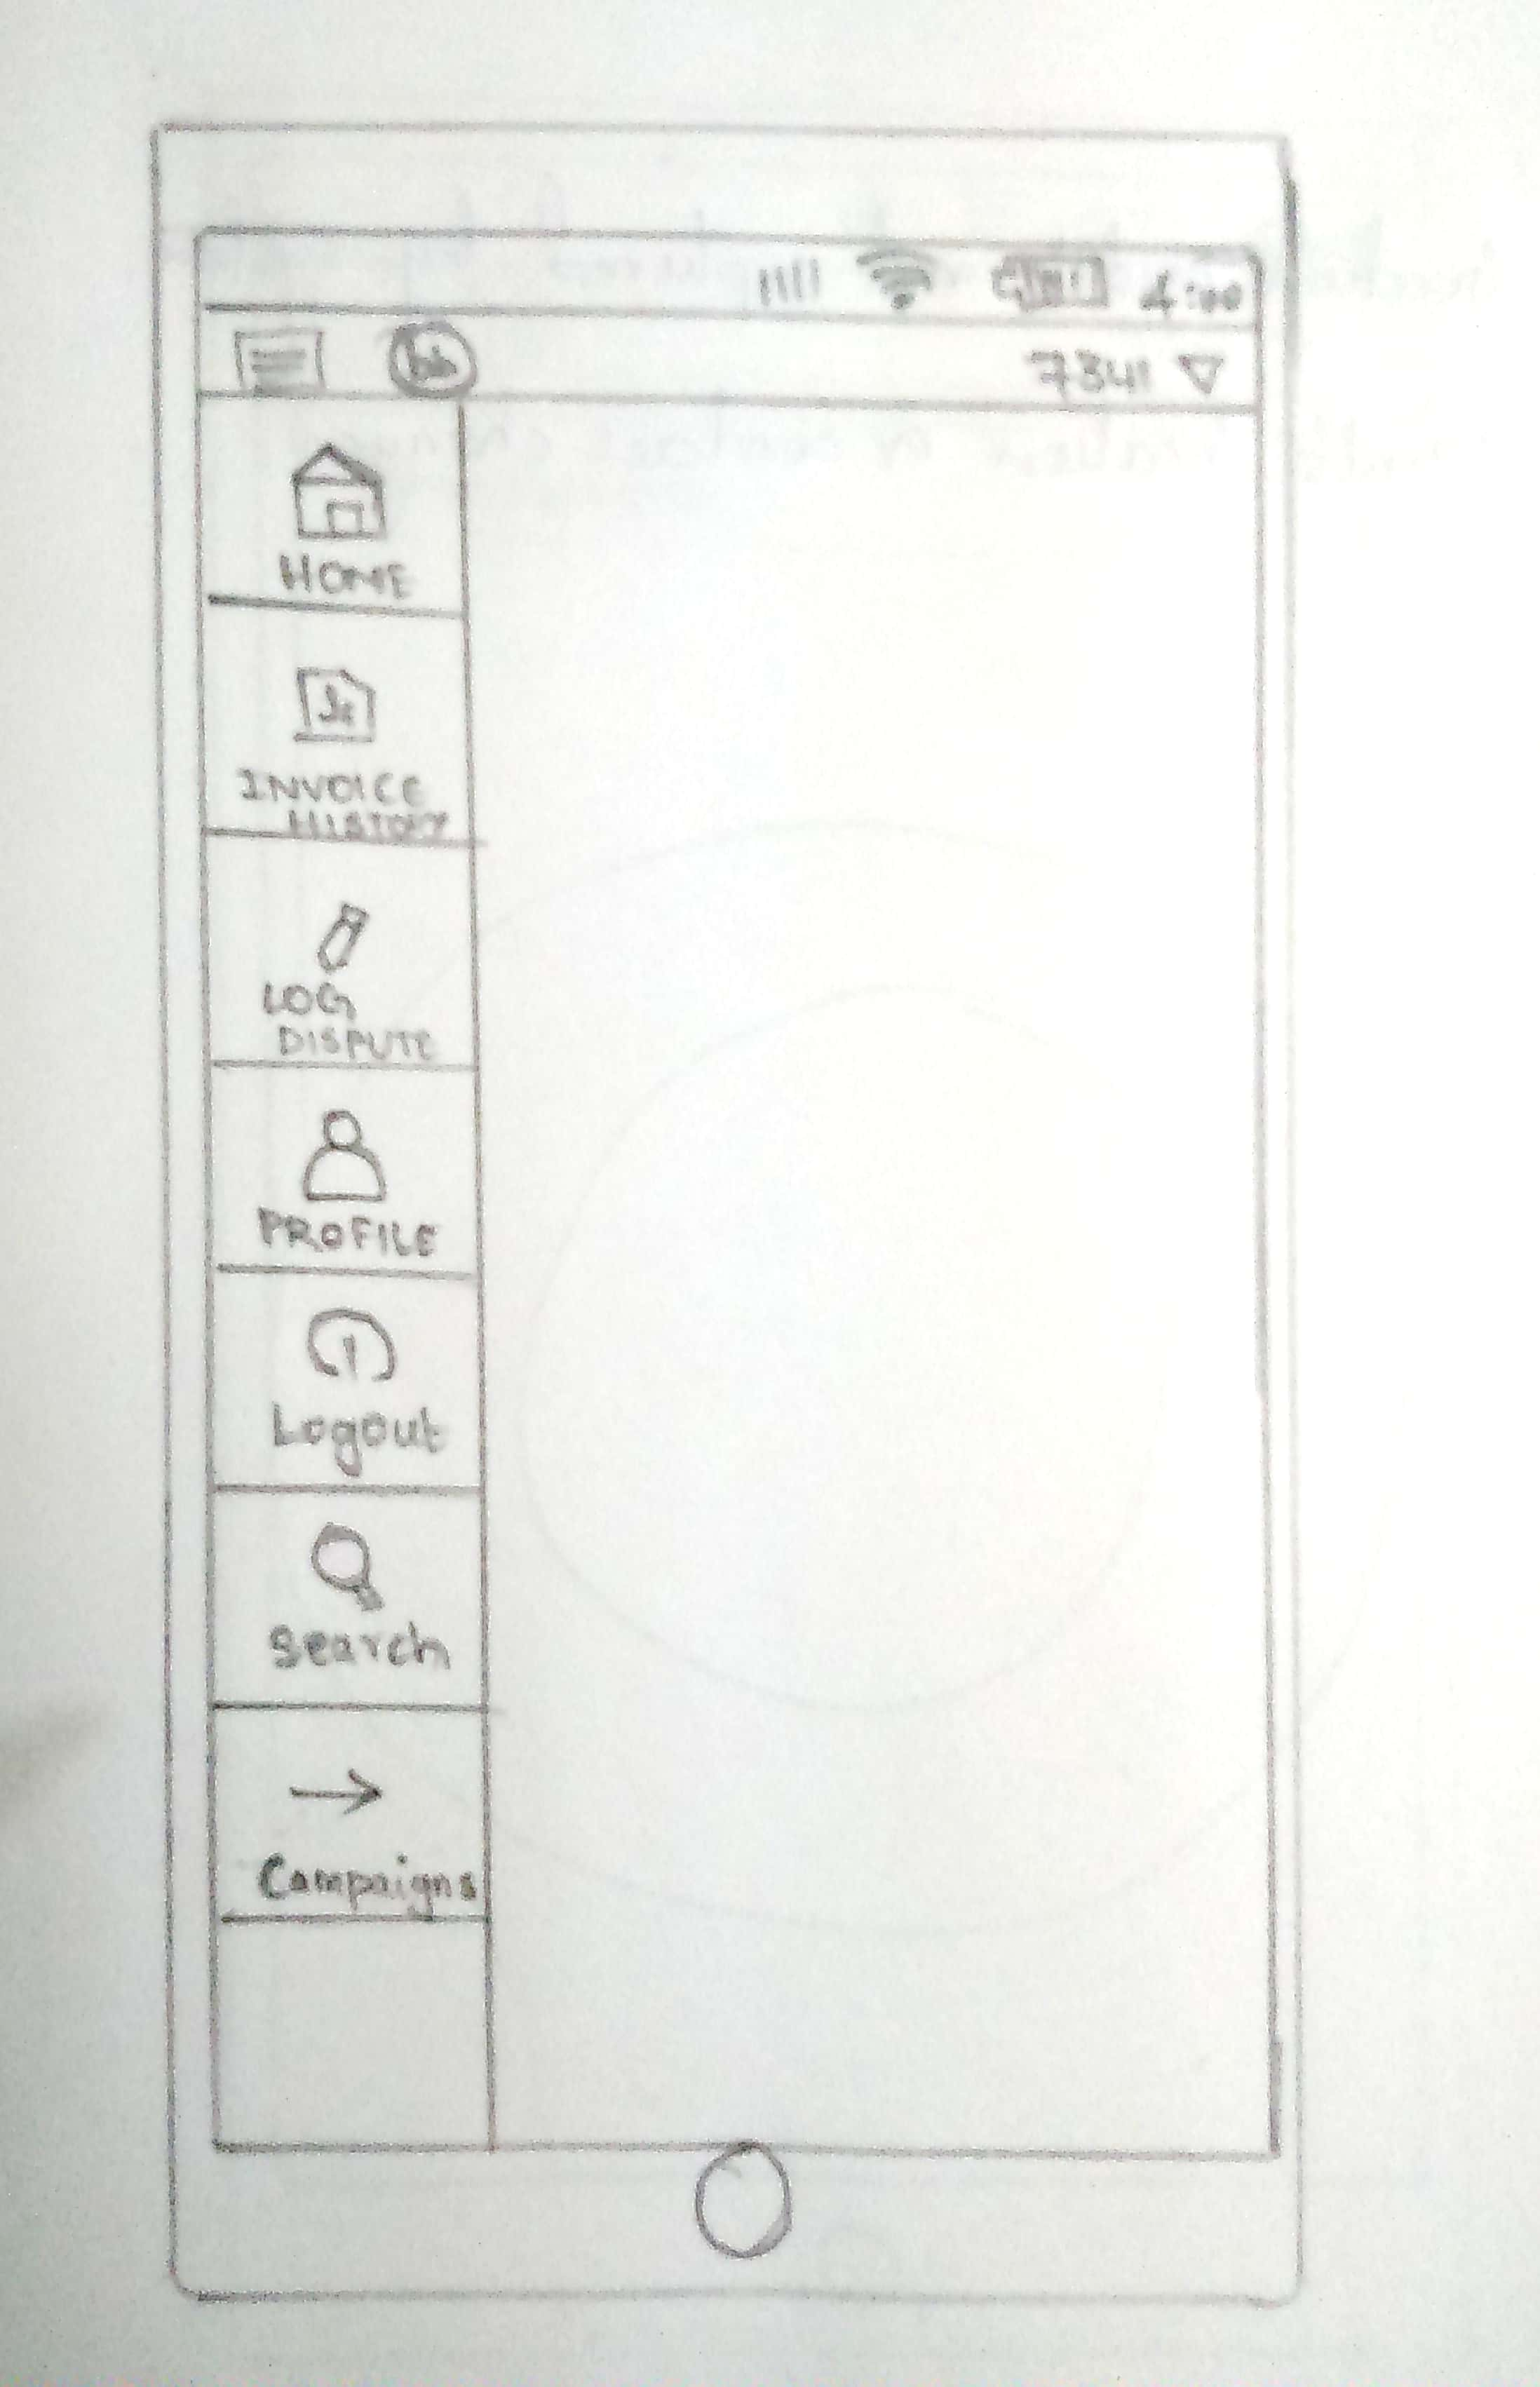 4:00
7341
HOME
INVOICE
HISTORY
LOG
DISPUTE
PROFILE
Logout
Search
Campaigns